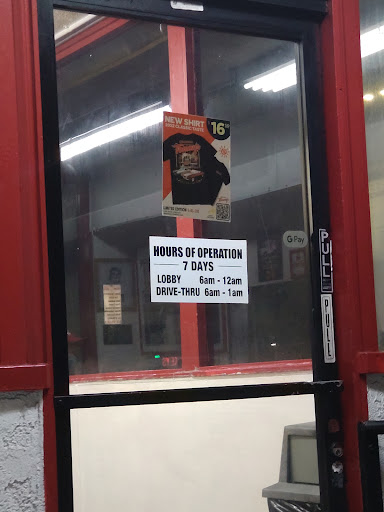 NEW SHIRT
$16
G Pay
HOURS OF OPERATION
7 DAYS
LOBBY 6am - 12am
DRIVE-THRU 6am - 1am
PULL
PULL